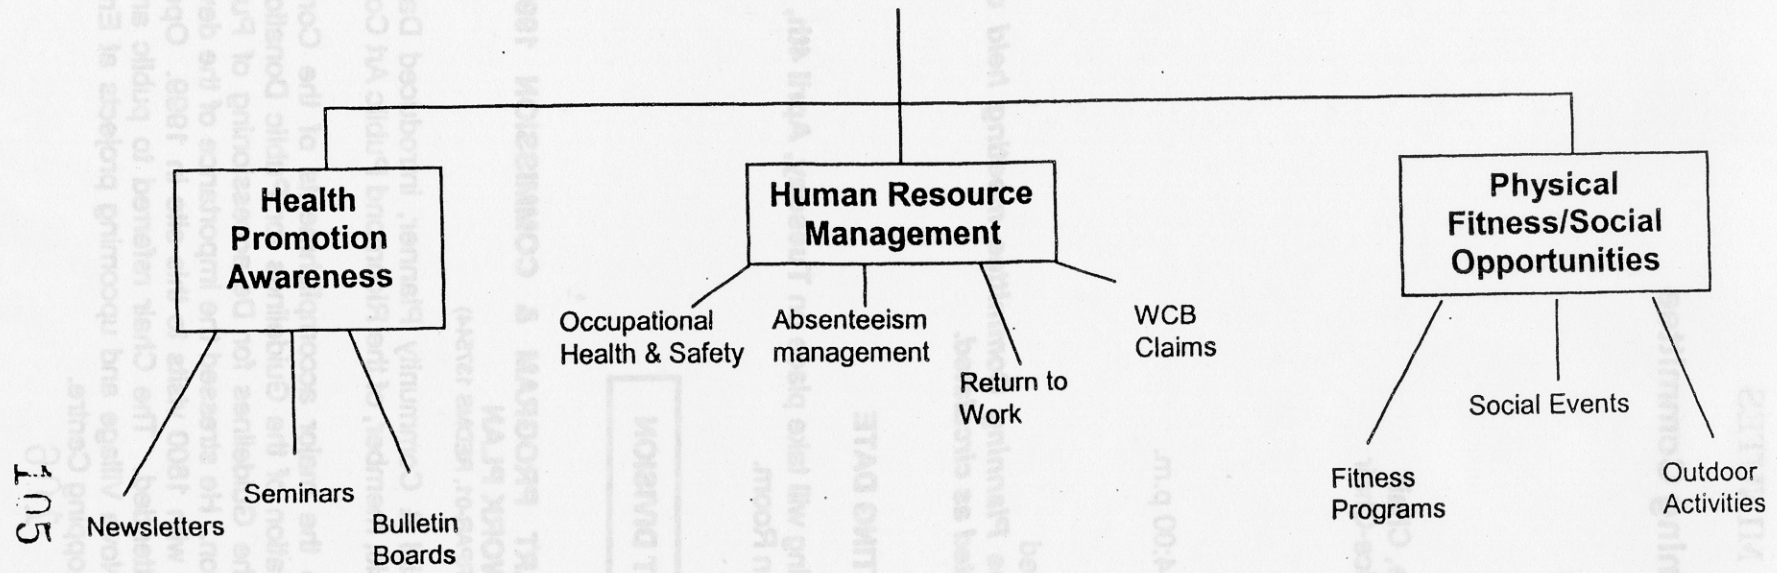 Health
Promotion
Awareness
Human Resource
Management
Physical
Fitness/Social
Opportunities
Occupational
Health & Safety
Absenteeism
management
Return to
Work
WCB
Claims
Newsletters
Seminars
Bulletin
Boards
Fitness
Programs
Social Events
Outdoor
Activities
105